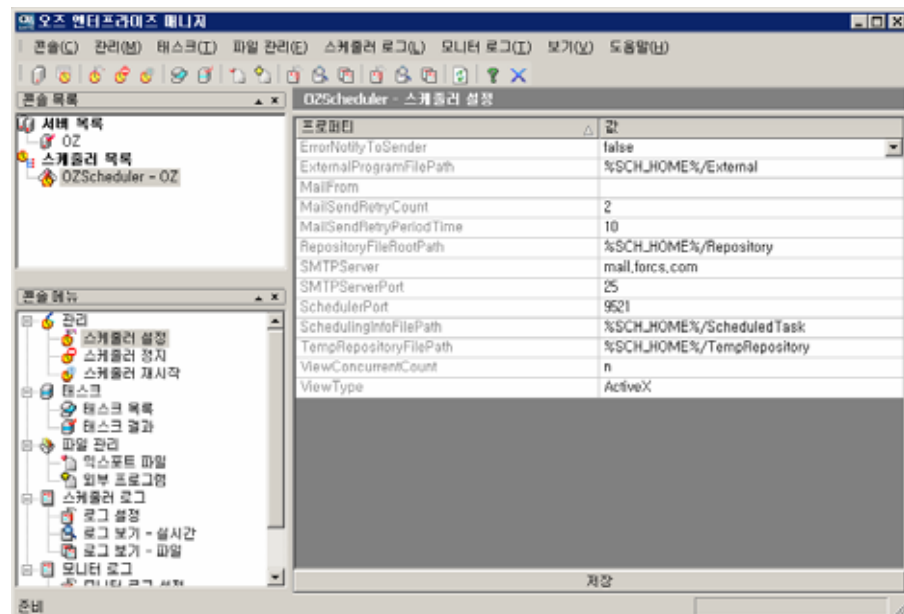 오즈 엔터프라이즈 매니저
콘솔(C) 관리(M) 태스크(T) 파일 관리(E) 스케줄러 로그(L) 모니터 로그(T) 보기(V) 도움말(H)
콘솔 목록
서버 목록
OZ
스케줄러 목록
OZScheduler - OZ
콘솔 메뉴
관리
스케줄러 설정
스케줄러 정지
스케줄러 재시작
태스크
태스크 목록
태스크 결과
파일 관리
익스포트 파일
외부 프로그램
스케줄러 로그
로그 설정
로그 보기 - 실시간
로그 보기 - 파일
모니터 로그
모니터 로그 설정
OZScheduler - 스케줄러 설정
프로퍼티 값
ErrorNotifyToSender false
ExternalProgramFilePath %SCH_HOME%/External
MailFrom
MailSendRetryCount 2
MailSendRetryPeriodTime 10
RepositoryFileRootPath %SCH_HOME%/Repository
SMTPServer mail.forcs.com
SMTPServerPort 25
SchedulerPort 9521
SchedulingInfoFilePath %SCH_HOME%/ScheduledTask
TempRepositoryFilePath %SCH_HOME%/TempRepository
ViewConcurrentCount n
ViewType ActiveX
저장
준비